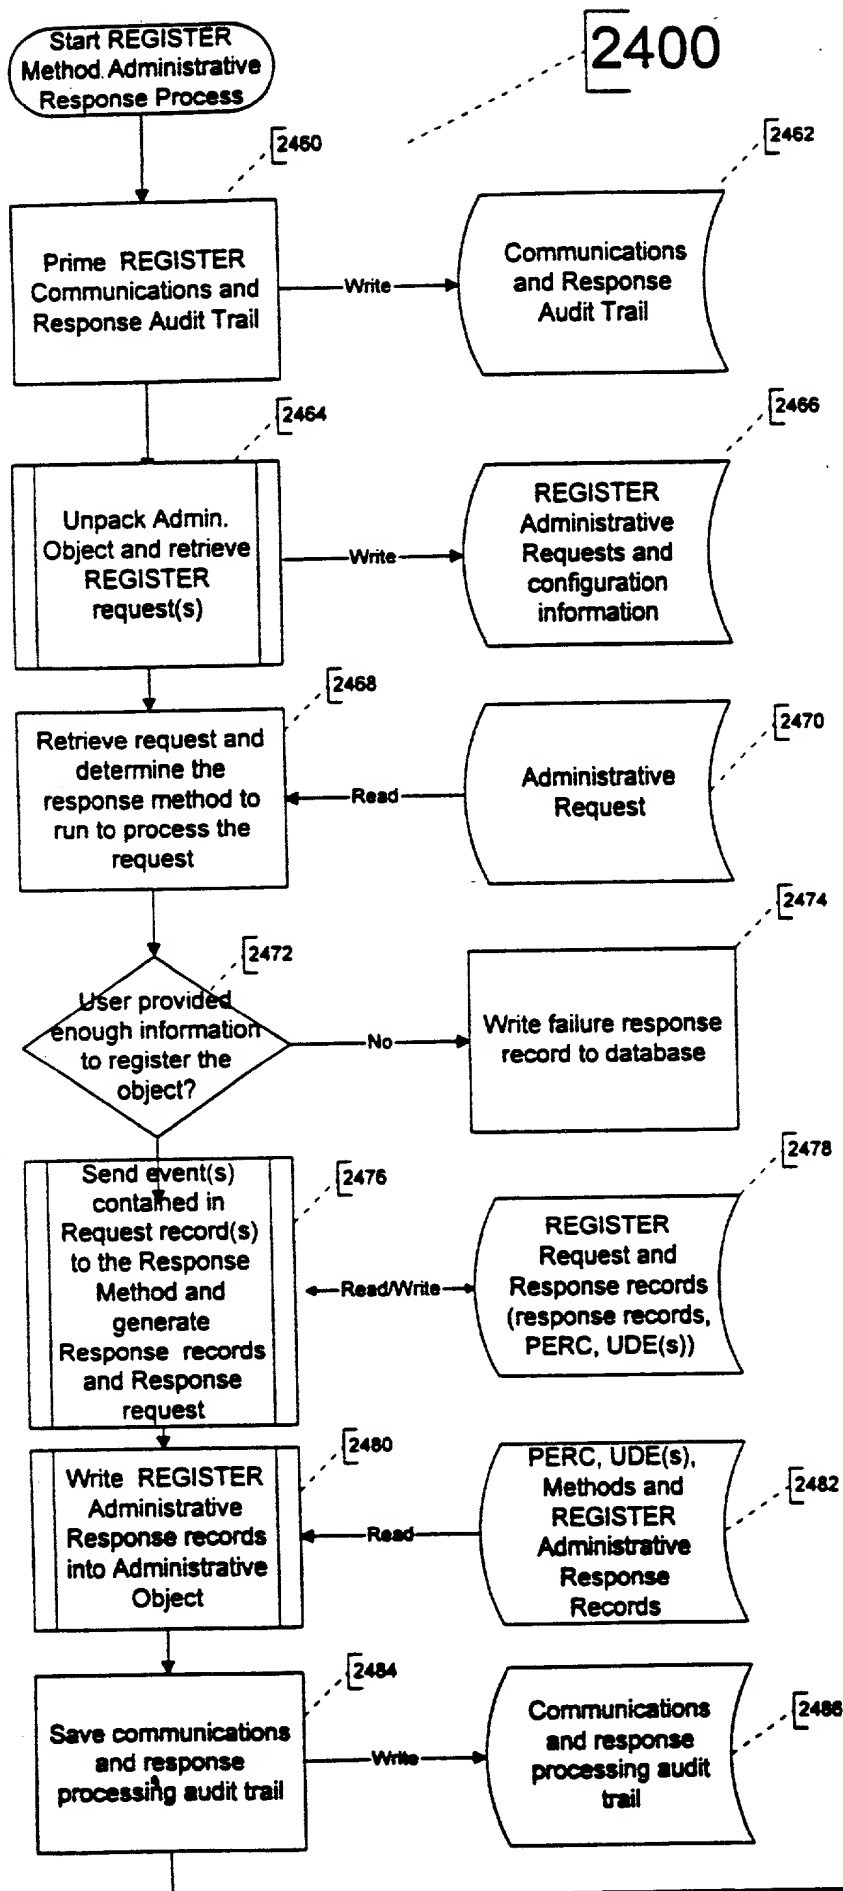 Start REGISTER
Method Administrative
Response Process
2400
2460
2462
Prime REGISTER
Communications and
Response Audit Trail
Write
Communications
and Response
Audit Trail
2464
2466
Unpack Admin.
Object and retrieve
REGISTER
request(s)
Write
REGISTER
Administrative
Requests and
configuration
information
2468
2470
Retrieve request and
determine the
response method to
run to process the
request
Read
Administrative
Request
2472
2474
User provided
enough information
to register the
object?
No
Write failure response
record to database
2476
2478
Send event(s)
contained in
Request record(s)
to the Response
Method and
generate
Response records
and Response
request
Read/Write
REGISTER
Request and
Response records
(response records,
PERC, UDE(s))
2480
2482
Write REGISTER
Administrative
Response records
into Administrative
Object
Read
PERC, UDE(s),
Methods and
REGISTER
Administrative
Response
Records
2484
2486
Save communications
and response
processing audit trail
Write
Communications
and response
processing audit
trail